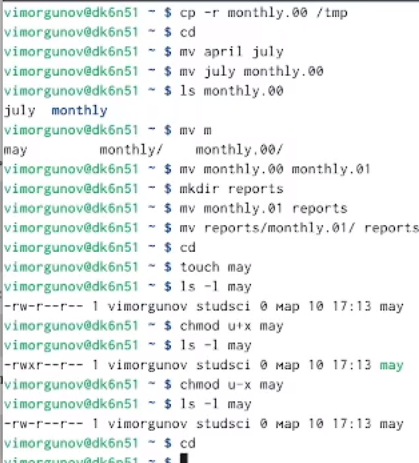 vimorgunov@dk6n51 ~ $ cp -r monthly.00 /tmp
vimorgunov@dk6n51 ~ $ cd
vimorgunov@dk6n51 ~ $ mv april july
vimorgunov@dk6n51 ~ $ mv july monthly.00
vimorgunov@dk6n51 ~ $ ls monthly.00
july  monthly
vimorgunov@dk6n51 ~ $ mv m
may        monthly/    monthly.00/
vimorgunov@dk6n51 ~ $ mv monthly.00 monthly.01
vimorgunov@dk6n51 ~ $ mkdir reports
vimorgunov@dk6n51 ~ $ mv monthly.01 reports
vimorgunov@dk6n51 ~ $ mv reports/monthly.01/ reports
vimorgunov@dk6n51 ~ $ cd
vimorgunov@dk6n51 ~ $ touch may
vimorgunov@dk6n51 ~ $ ls -l may
-rw-r--r-- 1 vimorgunov studsci 0 мар 10 17:13 may
vimorgunov@dk6n51 ~ $ chmod u+x may
vimorgunov@dk6n51 ~ $ ls -l may
-rwxr--r-- 1 vimorgunov studsci 0 мар 10 17:13 may
vimorgunov@dk6n51 ~ $ chmod u-x may
vimorgunov@dk6n51 ~ $ ls -l may
-rw-r--r-- 1 vimorgunov studsci 0 мар 10 17:13 may
vimorgunov@dk6n51 ~ $ cd
vimorgunov@dk6n51 ~ $